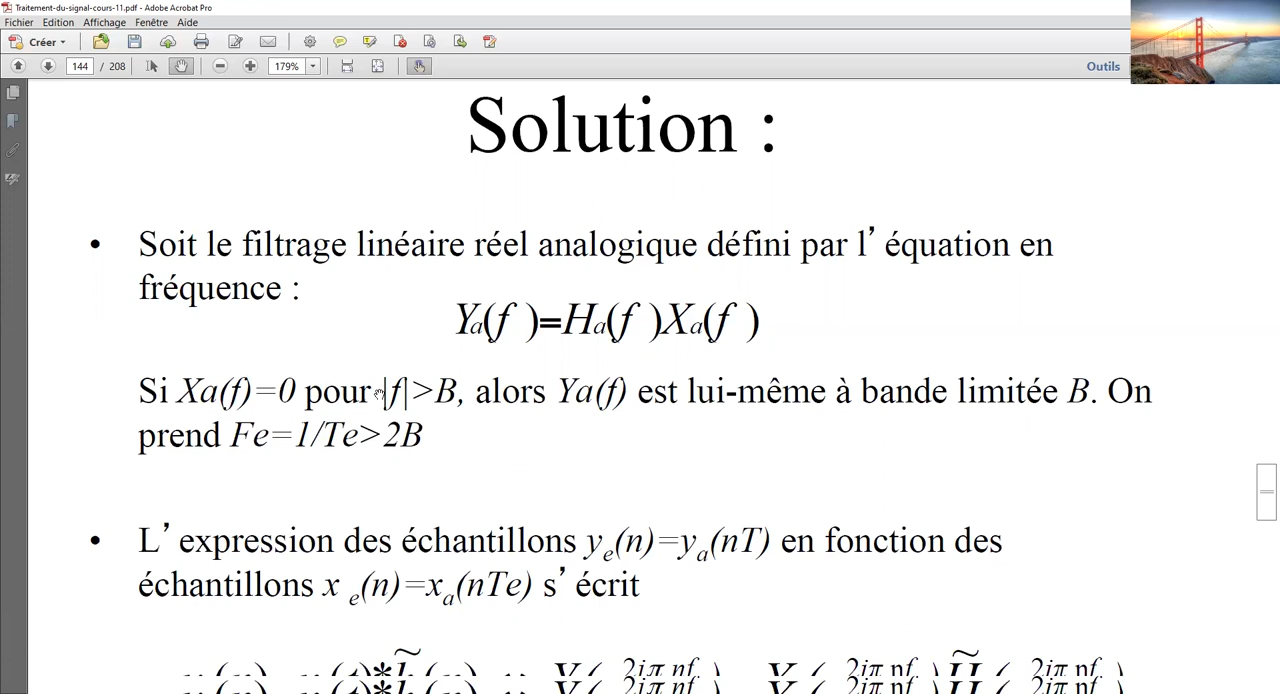 Traitement-du-signal-cours-11.pdf - Adobe Acrobat Pro
Fichier Edition Affichage Fenêtre Aide
Créer
144 / 208 179% Outils
Solution :
• Soit le filtrage linéaire réel analogique défini par l’équation en
fréquence :
Ya(f )=Ha(f )Xa(f )
Si Xa(f)=0 pour |f|>B, alors Ya(f) est lui-même à bande limitée B. On
prend Fe=1/Te>2B
• L’expression des échantillons ye(n)=ya(nT) en fonction des
échantillons x e(n)=xa(nTe) s’écrit